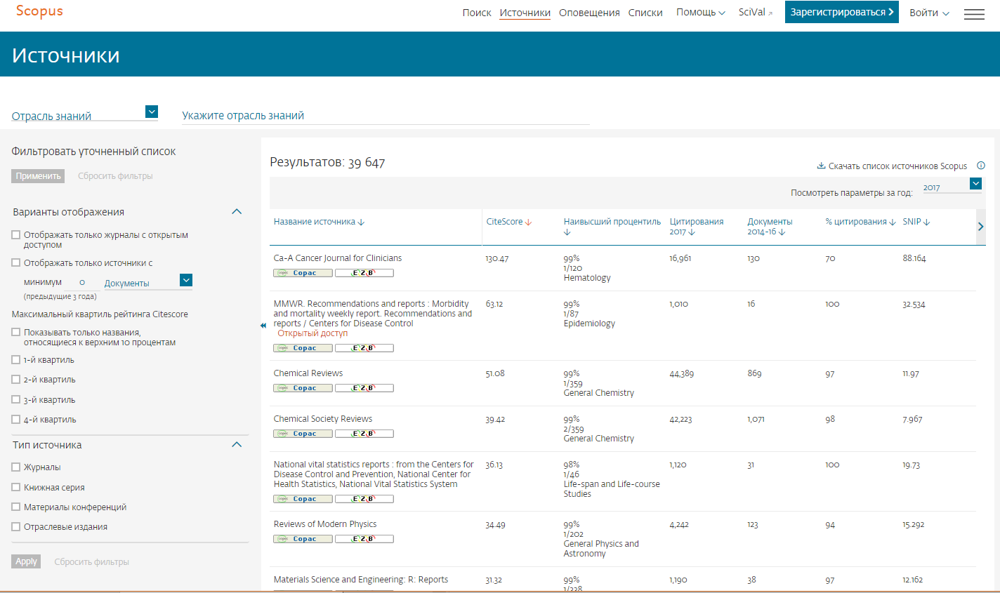 Scopus
Поиск Источники Оповещения Списки Помощь SciVal Зарегистрироваться Войти
Источники
Отрасль знаний
Укажите отрасль знаний
Фильтровать уточненный список
Применить Сбросить фильтры
Варианты отображения
Отображать только журналы с открытым
доступом
Отображать только источники с
минимум 0 Документы
(предыдущие 3 года)
Максимальный квартиль рейтинга Citescore
Показывать только названия,
относящиеся к верхним 10 процентам
1-й квартиль
2-й квартиль
3-й квартиль
4-й квартиль
Тип источника
Журналы
Книжная серия
Материалы конференций
Отраслевые издания
Apply Сбросить фильтры
Результатов: 39 647
Скачать список источников Scopus
Посмотреть параметры за год: 2017
Название источника CiteScore Наивысший процентиль Цитирования Документы % цитирования SNIP
2017 2014-16
Ca-A Cancer Journal for Clinicians 130.47 99% 16,961 130 70 88.164
1/120
Hematology
Copac EZB
MMWR. Recommendations and reports : Morbidity 63.12 99% 1,010 16 100 32.534
and mortality weekly report. Recommendations and 1/87
reports / Centers for Disease Control Epidemiology
Открытый доступ
Copac EZB
Chemical Reviews 51.08 99% 44,389 869 97 11.97
1/359
Copac EZB General Chemistry
Chemical Society Reviews 39.42 99% 42,223 1,071 98 7.967
2/359
Copac EZB General Chemistry
National vital statistics reports : from the Centers for 36.13 98% 1,120 31 100 19.73
Disease Control and Prevention, National Center for 1/46
Health Statistics, National Vital Statistics System Life-span and Life-course
Studies
Copac EZB
Reviews of Modern Physics 34.49 99% 4,242 123 94 15.292
1/202
Copac EZB General Physics and
Astronomy
Materials Science and Engineering: R: Reports 31.32 99% 1,190 38 97 12.162
1/338